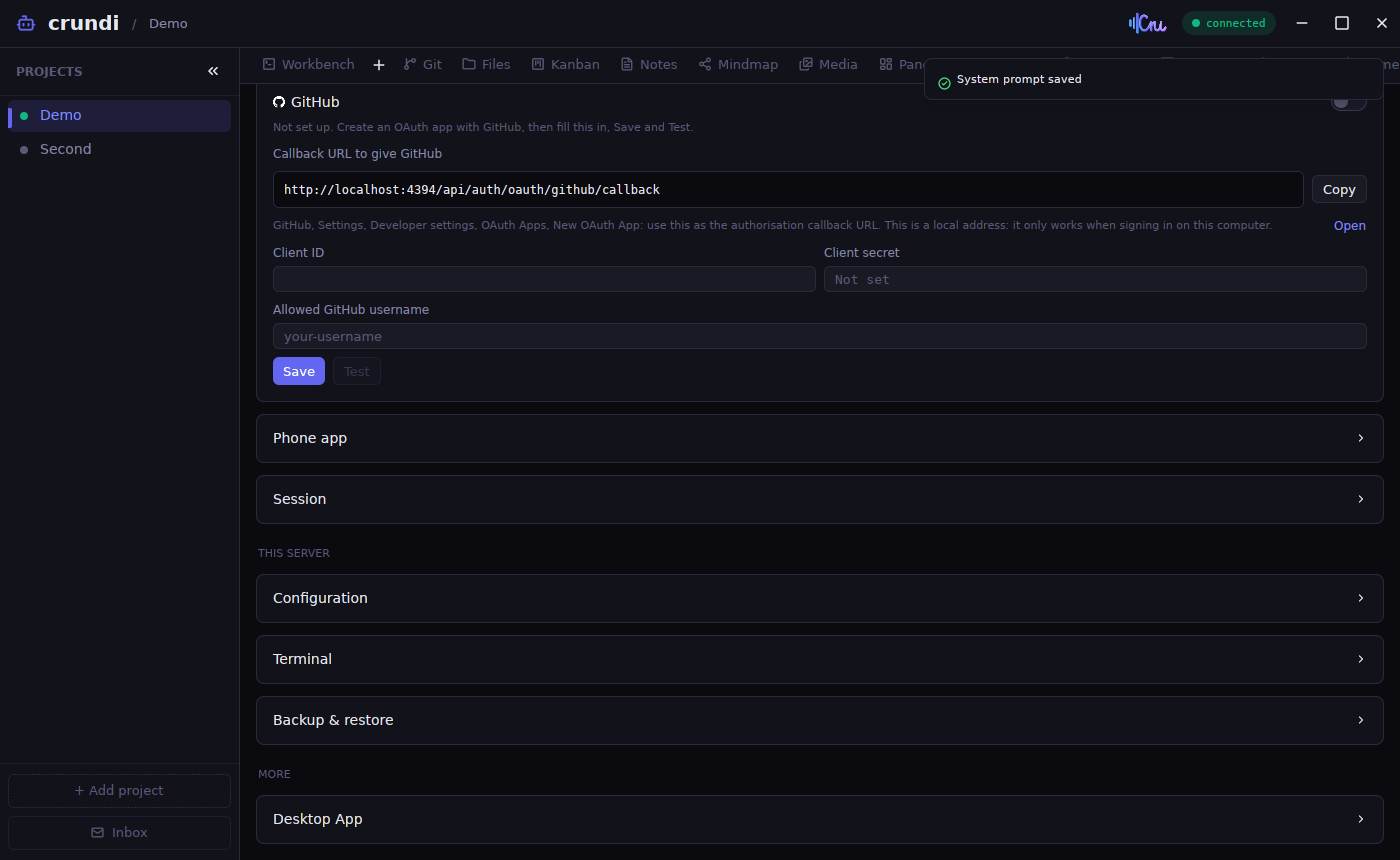 crundi / Demo
Cru
connected
PROJECTS
Workbench Git Files Kanban Notes Mindmap Media
System prompt saved
Demo
Second
GitHub
Not set up. Create an OAuth app with GitHub, then fill this in, Save and Test.
Callback URL to give GitHub
http://localhost:4394/api/auth/oauth/github/callback
Copy
GitHub, Settings, Developer settings, OAuth Apps, New OAuth App: use this as the authorisation callback URL. This is a local address: it only works when signing in on this computer.
Open
Client ID
Client secret
Not set
Allowed GitHub username
your-username
Save
Test
Phone app
Session
THIS SERVER
Configuration
Terminal
Backup & restore
MORE
Desktop App
+ Add project
Inbox